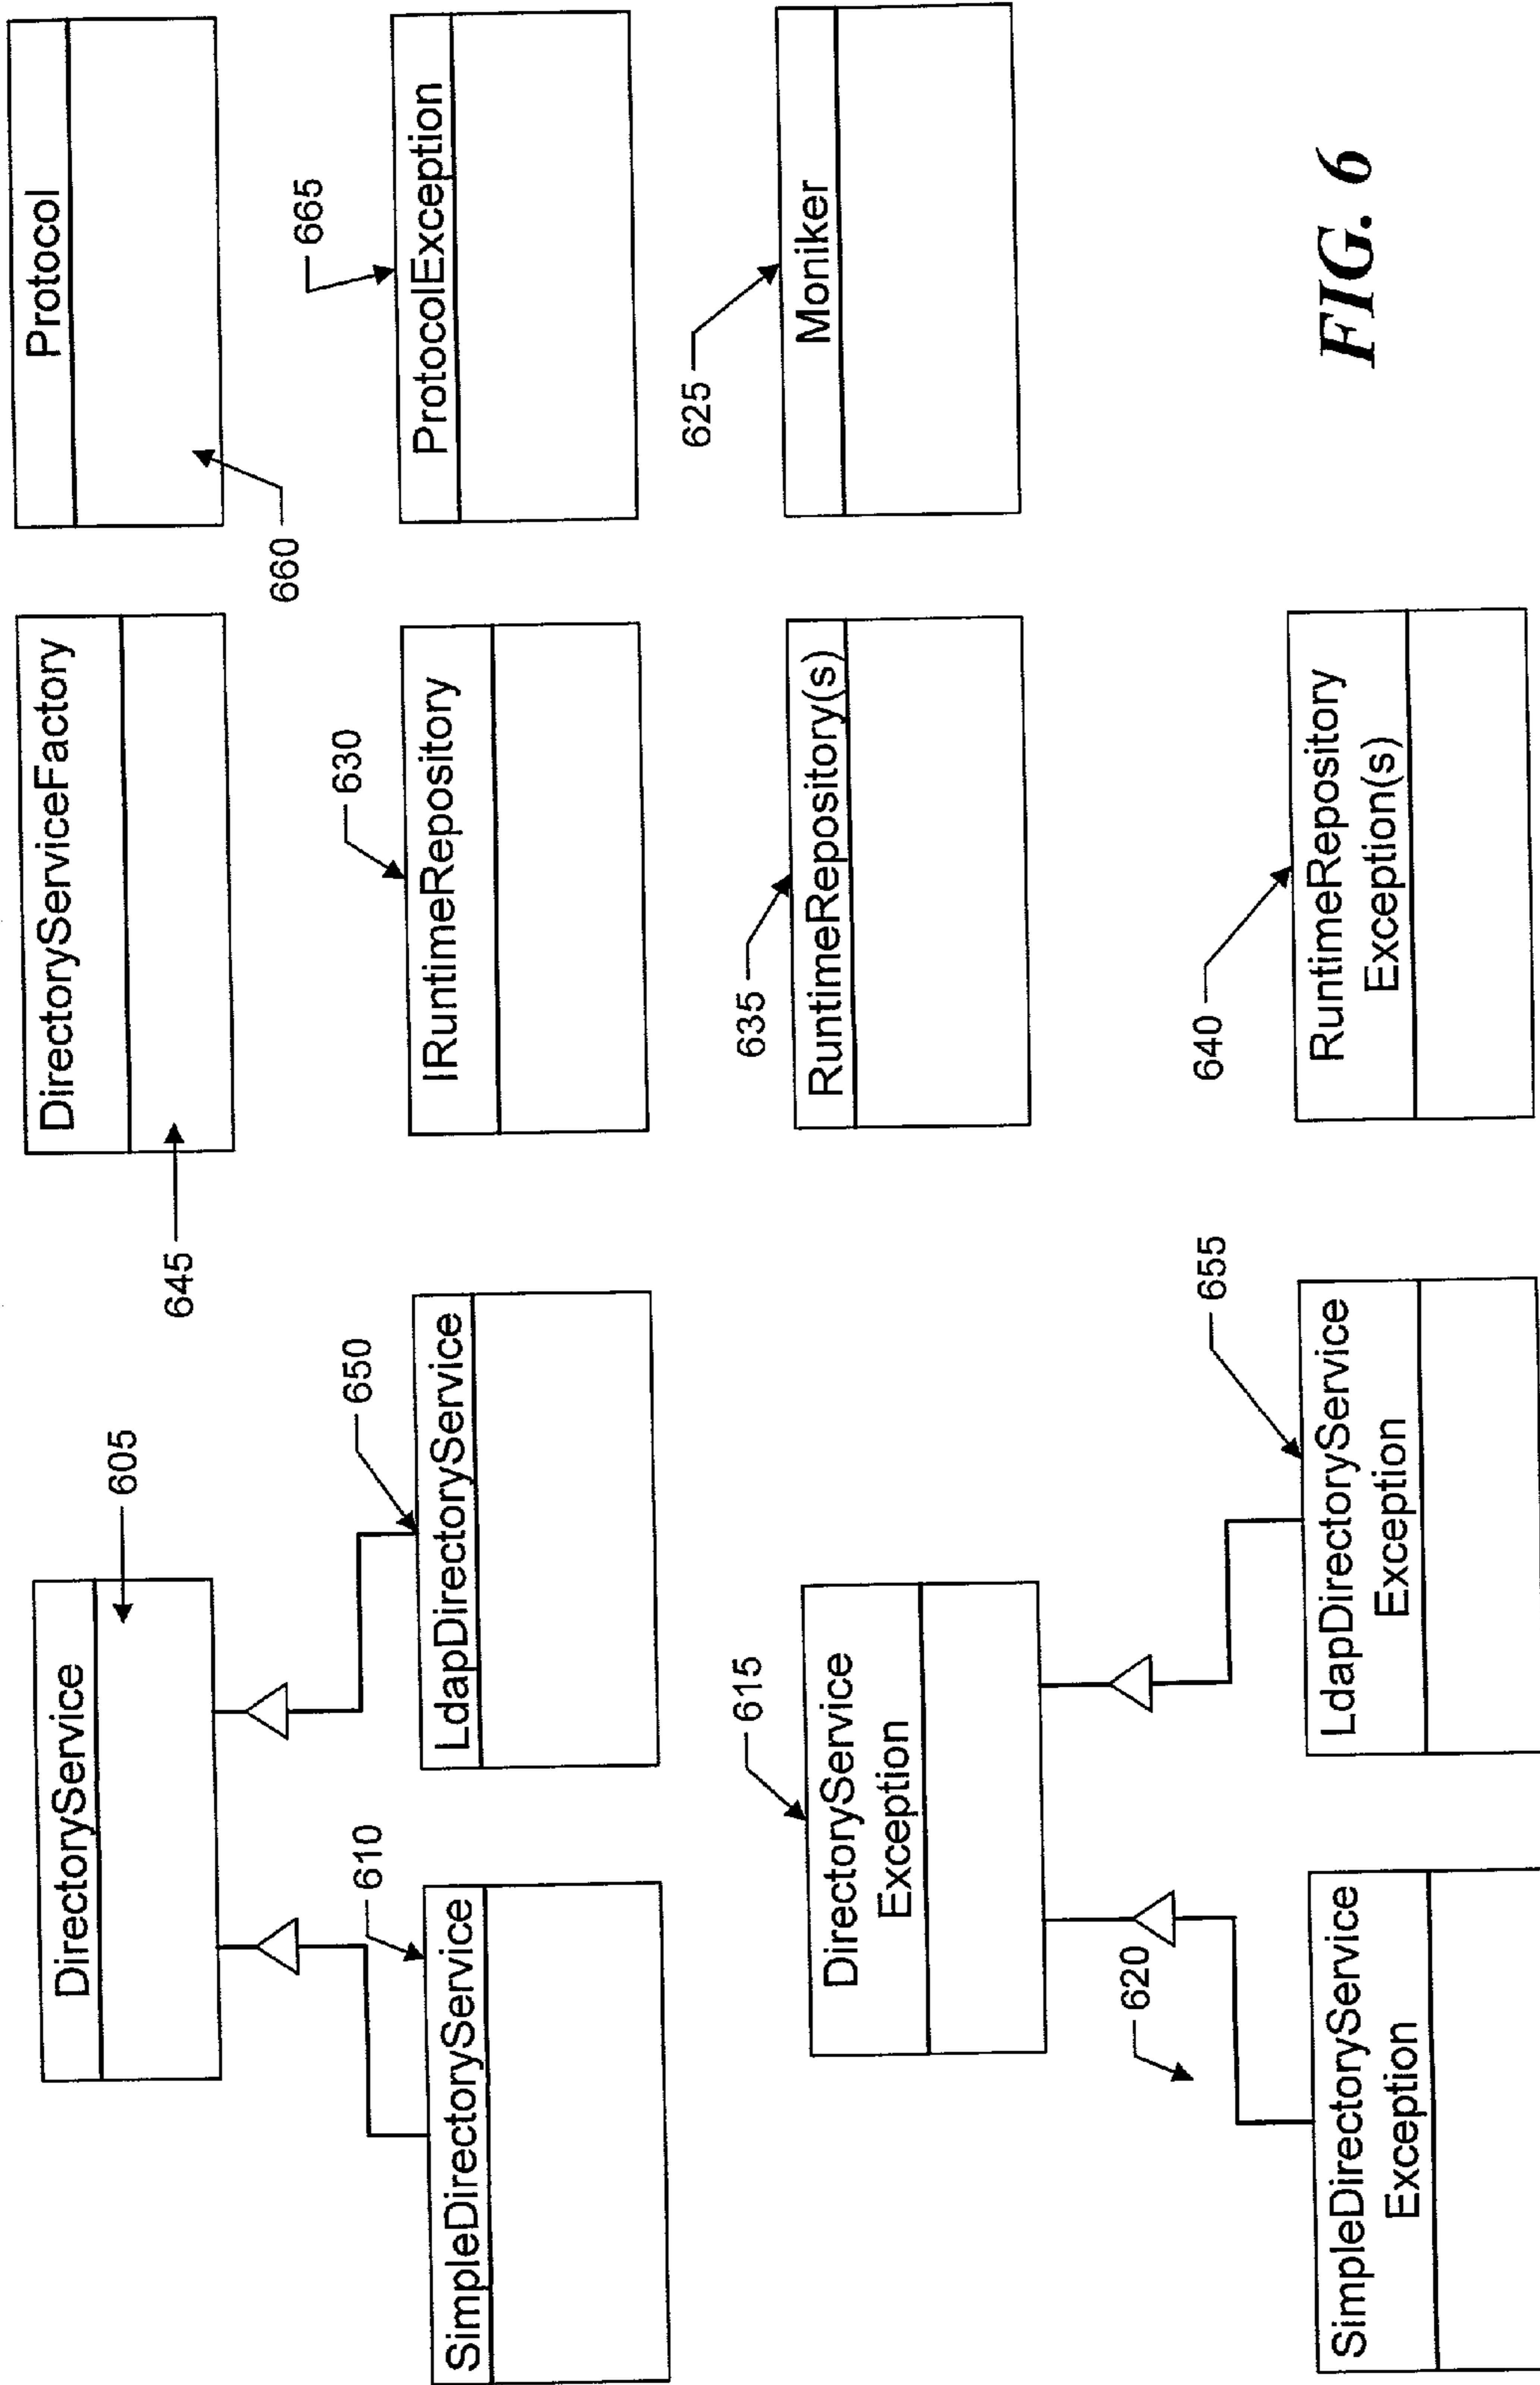 DirectoryService
605
SimpleDirectoryService
610
LdapDirectoryService
650
DirectoryService
Exception
615
620
SimpleDirectoryService
Exception
LdapDirectoryService
Exception
655
DirectoryServiceFactory
645
IRuntimeRepository
630
RuntimeRepository(s)
635
RuntimeRepository
Exception(s)
640
Protocol
660
ProtocolException
665
Moniker
625
FIG. 6